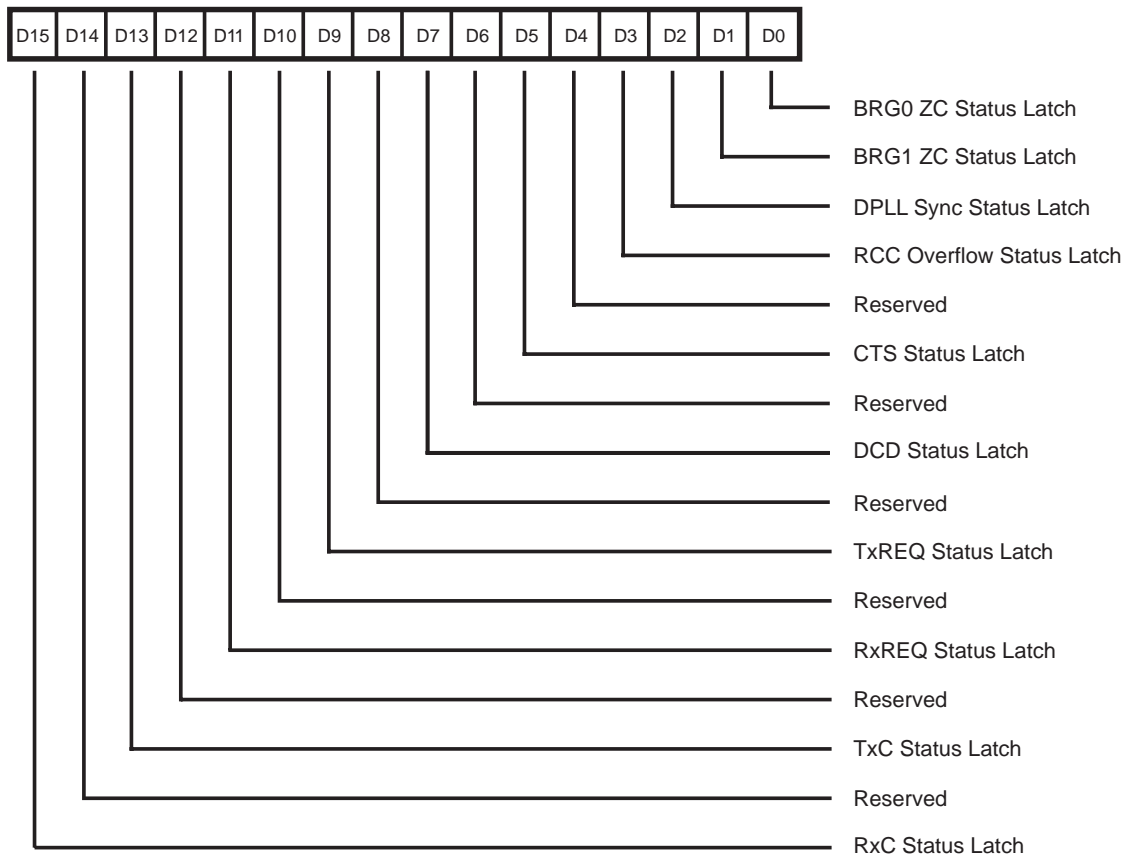 D15 D14 D13 D12 D11 D10 D9 D8 D7 D6 D5 D4 D3 D2 D1 D0
BRG0 ZC Status Latch
BRG1 ZC Status Latch
DPLL Sync Status Latch
RCC Overflow Status Latch
Reserved
CTS Status Latch
Reserved
DCD Status Latch
Reserved
TxREQ Status Latch
Reserved
RxREQ Status Latch
Reserved
TxC Status Latch
Reserved
RxC Status Latch